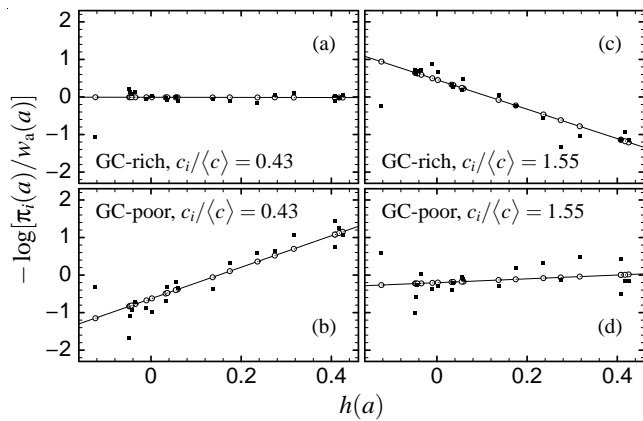 2
1
0
−1
−2
(a)
GC-rich, c_i/⟨c⟩ = 0.43
(c)
GC-rich, c_i/⟨c⟩ = 1.55
− log[π_i(a)/w_a(a)]
2
1
0
−1
−2
GC-poor, c_i/⟨c⟩ = 0.43
(b)
GC-poor, c_i/⟨c⟩ = 1.55
(d)
0 0.2 0.4 0 0.2 0.4
h(a)